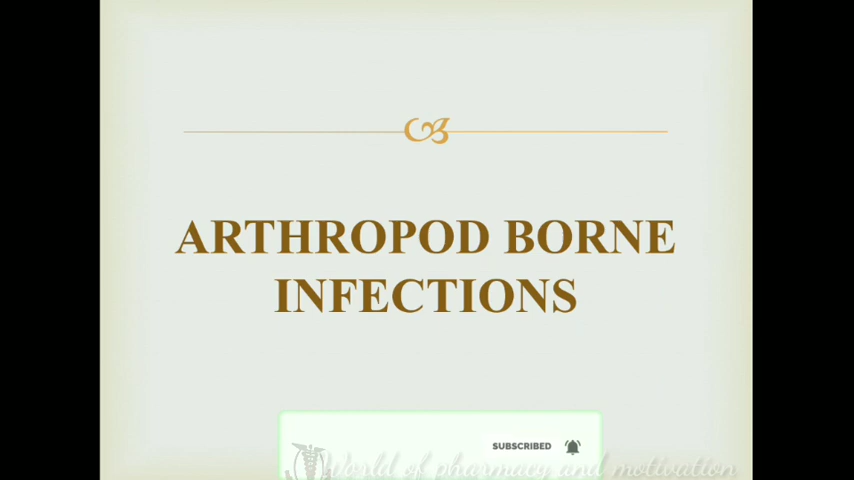 ARTHROPOD BORNE
INFECTIONS
SUBSCRIBED
World of pharmacy and motivation